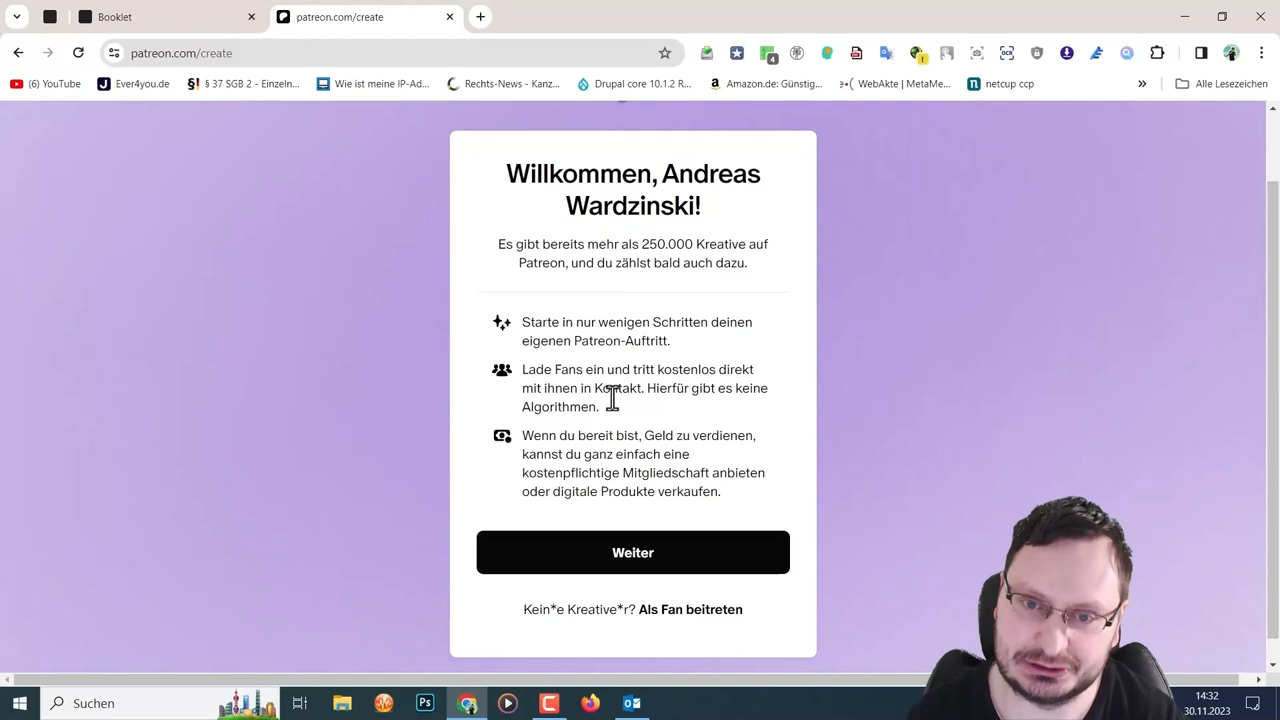 Booklet
patreon.com/create
patreon.com/create
4
(6) YouTube
Ever4you.de
§ 37 SGB 2 - Einzeln...
Wie ist meine IP-Ad...
Rechts-News - Kanz...
Drupal core 10.1.2 R...
Amazon.de: Günstig...
WebAkte | MetaMe...
netcup ccp
Alle Lesezeichen
Willkommen, Andreas
Wardzinski!
Es gibt bereits mehr als 250.000 Kreative auf
Patreon, und du zählst bald auch dazu.
Starte in nur wenigen Schritten deinen
eigenen Patreon-Auftritt.
Lade Fans ein und tritt kostenlos direkt
mit ihnen in Kontakt. Hierfür gibt es keine
Algorithmen.
Wenn du bereit bist, Geld zu verdienen,
kannst du ganz einfach eine
kostenpflichtige Mitgliedschaft anbieten
oder digitale Produkte verkaufen.
Weiter
Kein*e Kreative*r? Als Fan beitreten
Suchen
Ps
14:32
30.11.2023